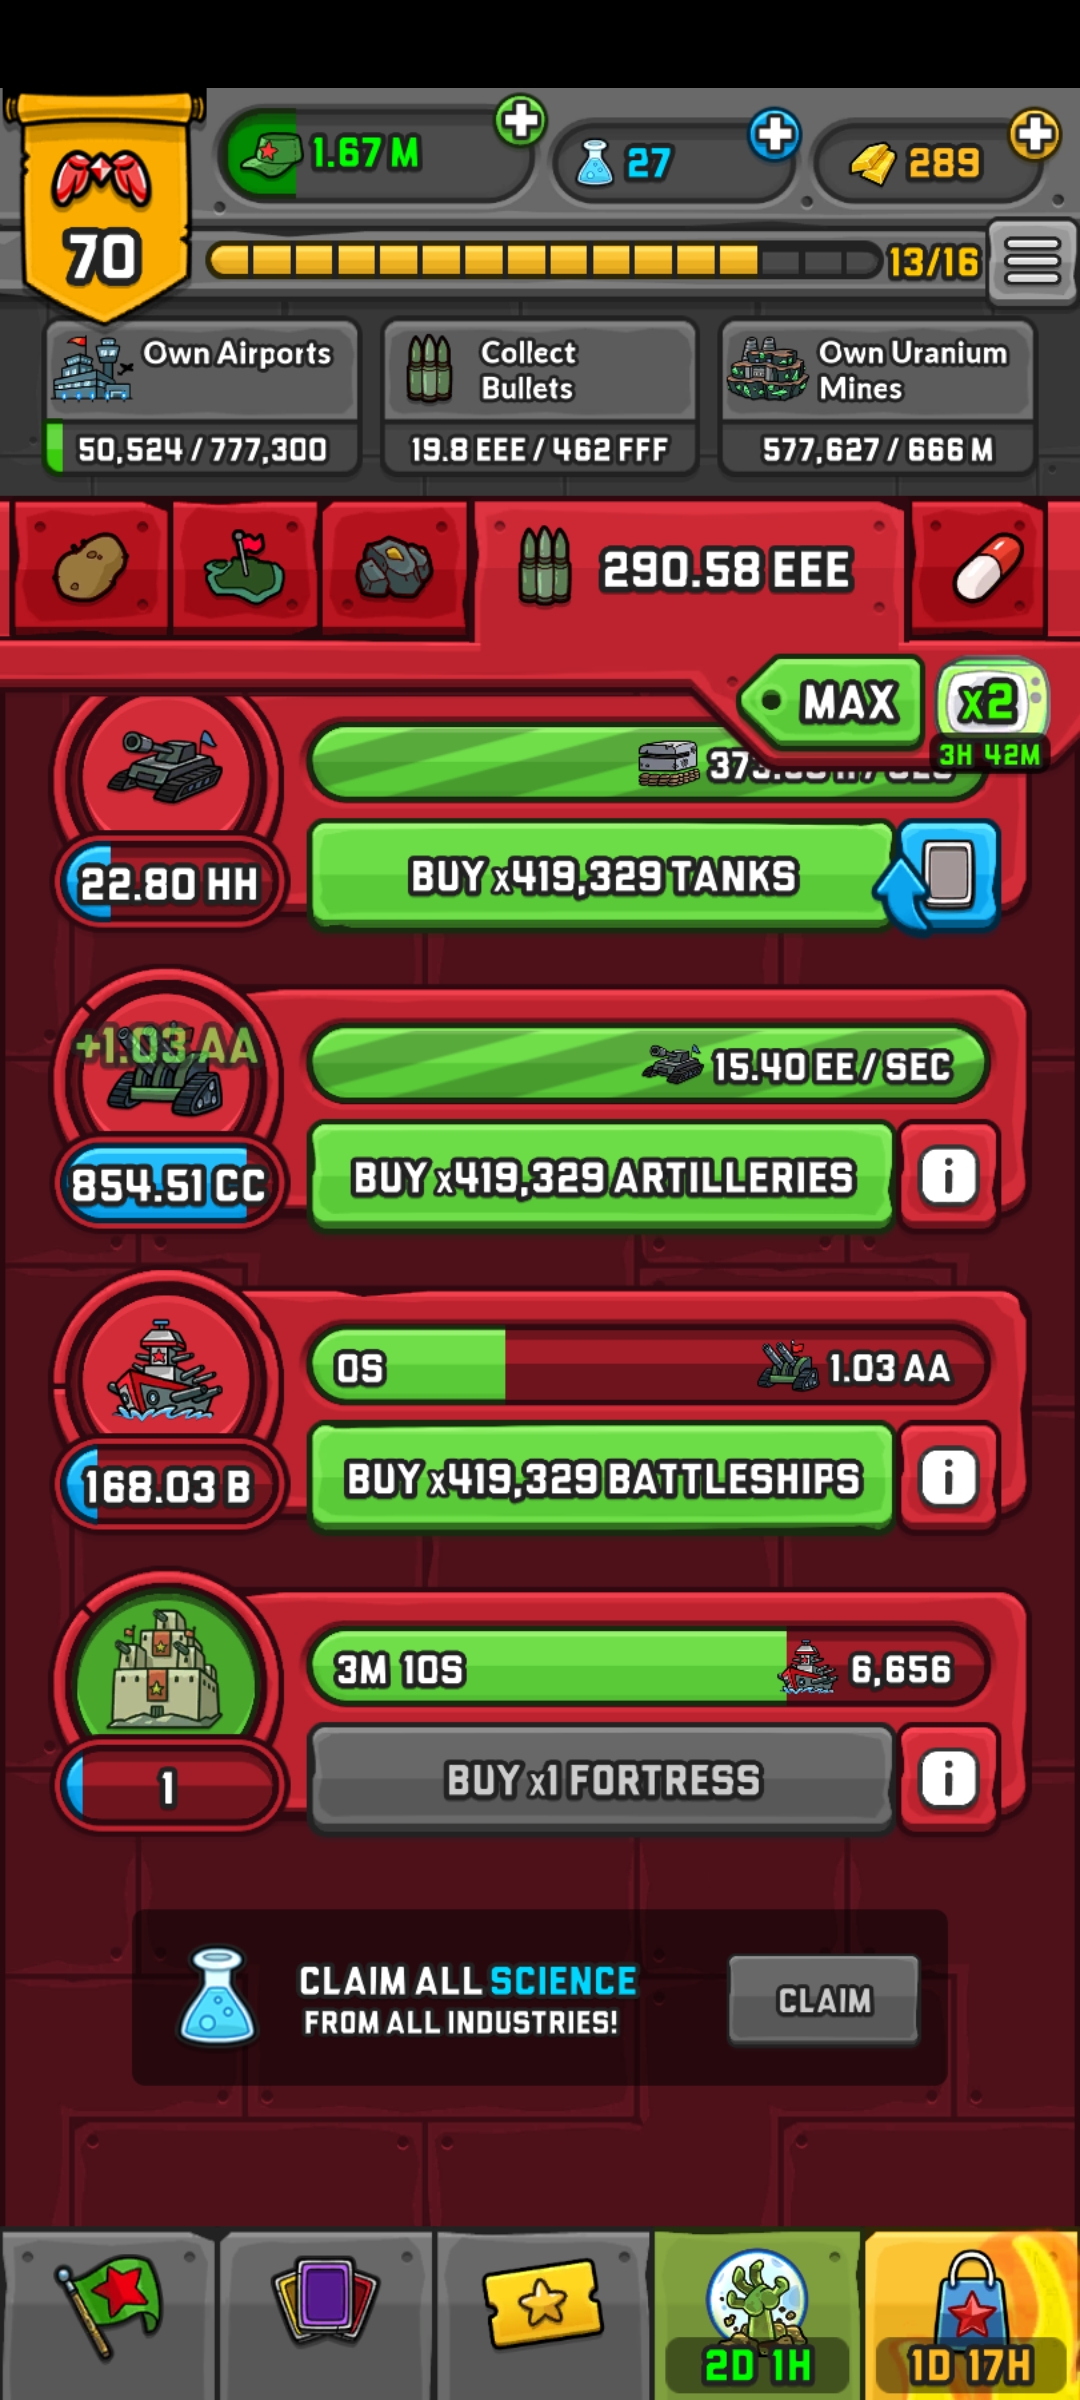 70
1.67 M
27
289
13/16
Own Airports
50,524 / 777,300
Collect
Bullets
19.8 EEE / 462 FFF
Own Uranium
Mines
577,627 / 666 M
290.58 EEE
MAX
x2
3H 42M
22.80 HH
BUY x419,329 TANKS
+1.03 AA
15.40 EE / SEC
854.51 CC
BUY x419,329 ARTILLERIES
i
0S
1.03 AA
168.03 B
BUY x419,329 BATTLESHIPS
i
3M 10S
6,656
1
BUY x1 FORTRESS
i
CLAIM ALL SCIENCE
FROM ALL INDUSTRIES!
CLAIM
2D 1H
1D 17H